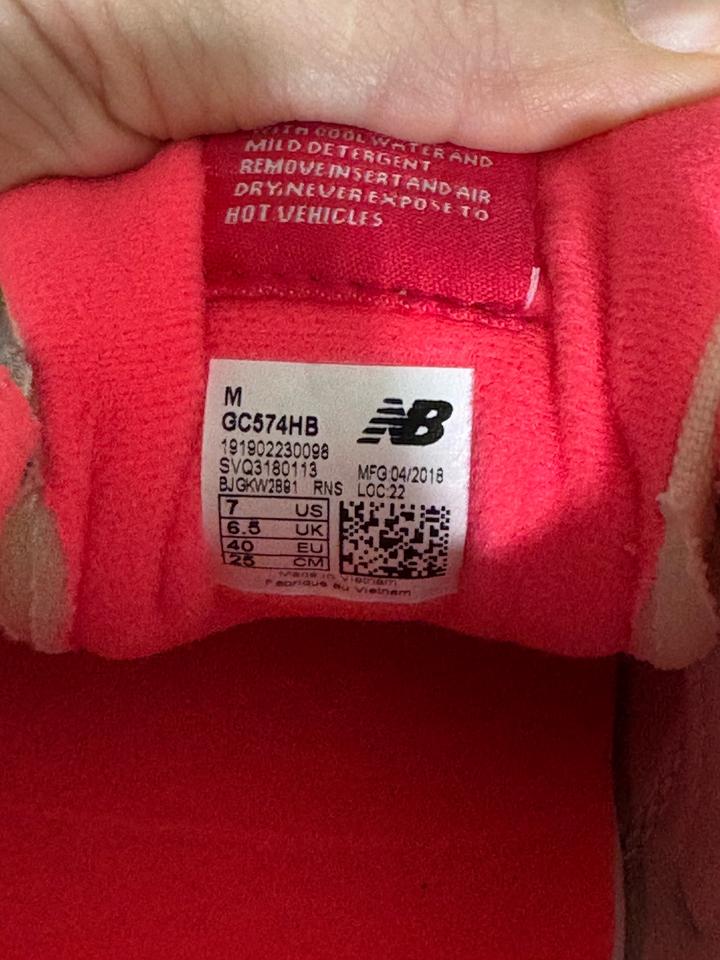 WITH COOL WATER AND
MILD DETERGENT
REMOVE INSERT AND AIR
DRY.NEVER EXPOSE TO
HOT VEHICLES
M
GC574HB
NB
191902230098
SVQ3180113 MFG:04/2018
BJGKW2891 RNS LOC:22
7 US
6.5 UK
40 EU
25 CM
Made in Vietnam
Fabriqué au Vietnam